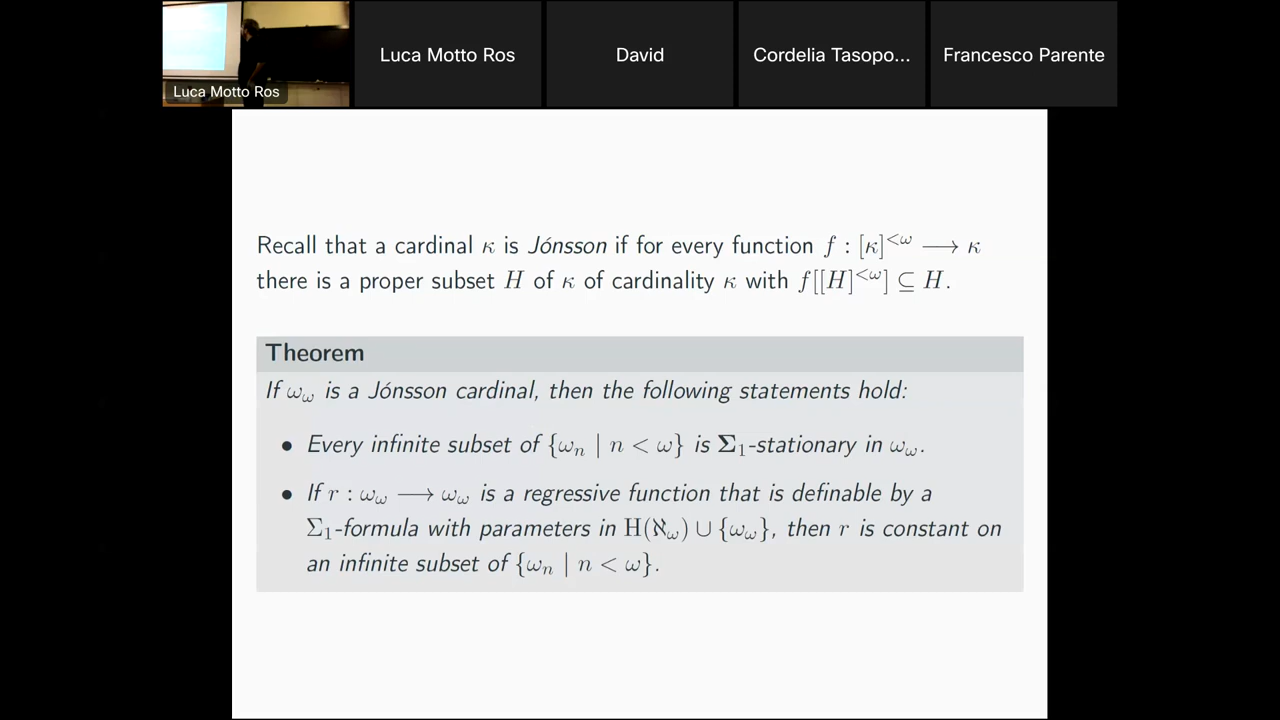 Luca Motto Ros
Luca Motto Ros
David
Cordelia Tasopo...
Francesco Parente
Recall that a cardinal κ is Jónsson if for every function f : [κ]^{<ω} ⟶ κ
there is a proper subset H of κ of cardinality κ with f[[H]^{<ω}] ⊆ H.
Theorem
If ω_ω is a Jónsson cardinal, then the following statements hold:
• Every infinite subset of {ω_n | n < ω} is **Σ**₁-stationary in ω_ω.
• If r : ω_ω ⟶ ω_ω is a regressive function that is definable by a
Σ₁-formula with parameters in H(ℵ_ω) ∪ {ω_ω}, then r is constant on
an infinite subset of {ω_n | n < ω}.